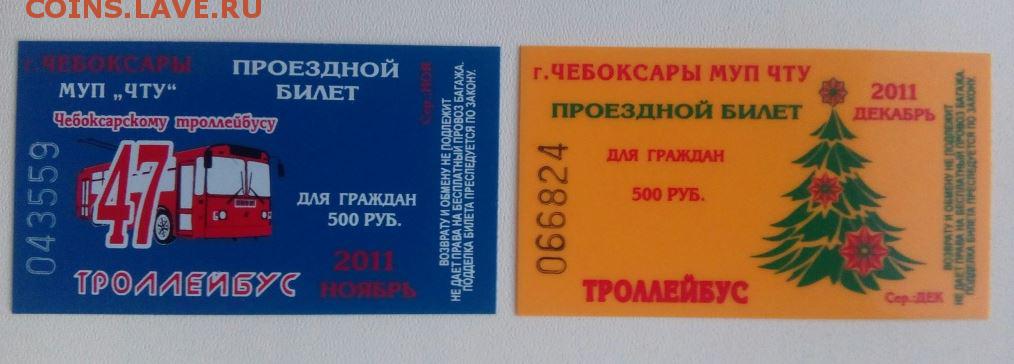 COINS.LAVE.RU
г. ЧЕБОКСАРЫ
МУП „ЧТУ“
ПРОЕЗДНОЙ
БИЛЕТ
Чебоксарскому троллейбусу
47
ДЛЯ ГРАЖДАН
500 РУБ.
2011
НОЯБРЬ
ТРОЛЛЕЙБУС
043559
Сер.:НОЯ
ВОЗВРАТУ И ОБМЕНУ НЕ ПОДЛЕЖИТ
НЕ ДАЕТ ПРАВА НА БЕСПЛАТНЫЙ ПРОВОЗ БАГАЖА.
ПОДДЕЛКА БИЛЕТА ПРЕСЛЕДУЕТСЯ ПО ЗАКОНУ.
г. ЧЕБОКСАРЫ МУП ЧТУ
ПРОЕЗДНОЙ БИЛЕТ
2011
ДЕКАБРЬ
ДЛЯ ГРАЖДАН
500 РУБ.
ТРОЛЛЕЙБУС
Сер.:ДЕК
066824
ВОЗВРАТУ И ОБМЕНУ НЕ ПОДЛЕЖИТ
НЕ ДАЕТ ПРАВА НА БЕСПЛАТНЫЙ ПРОВОЗ БАГАЖА.
ПОДДЕЛКА БИЛЕТА ПРЕСЛЕДУЕТСЯ ПО ЗАКОНУ.